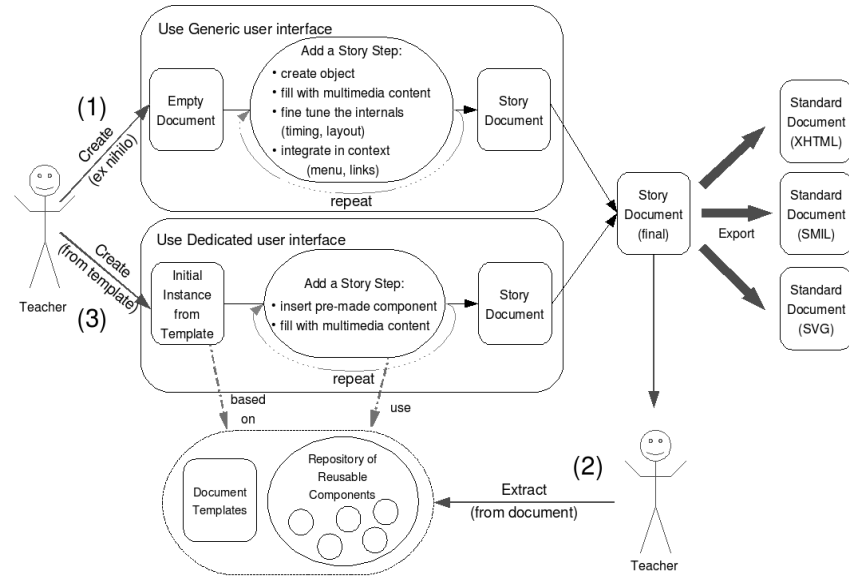 Use Generic user interface
(1)
Create
(ex nihilo)
Empty
Document
Add a Story Step:
• create object
• fill with multimedia content
• fine tune the internals
(timing, layout)
• integrate in context
(menu, links)
repeat
Story
Document
Teacher
Create
(from template)
(3)
Use Dedicated user interface
Initial
Instance
from
Template
Add a Story Step:
• insert pre-made component
• fill with multimedia content
repeat
Story
Document
Story
Document
(final)
Export
Standard
Document
(XHTML)
Standard
Document
(SMIL)
Standard
Document
(SVG)
based
on
use
Document
Templates
Repository of
Reusable
Components
(2)
Extract
(from document)
Teacher